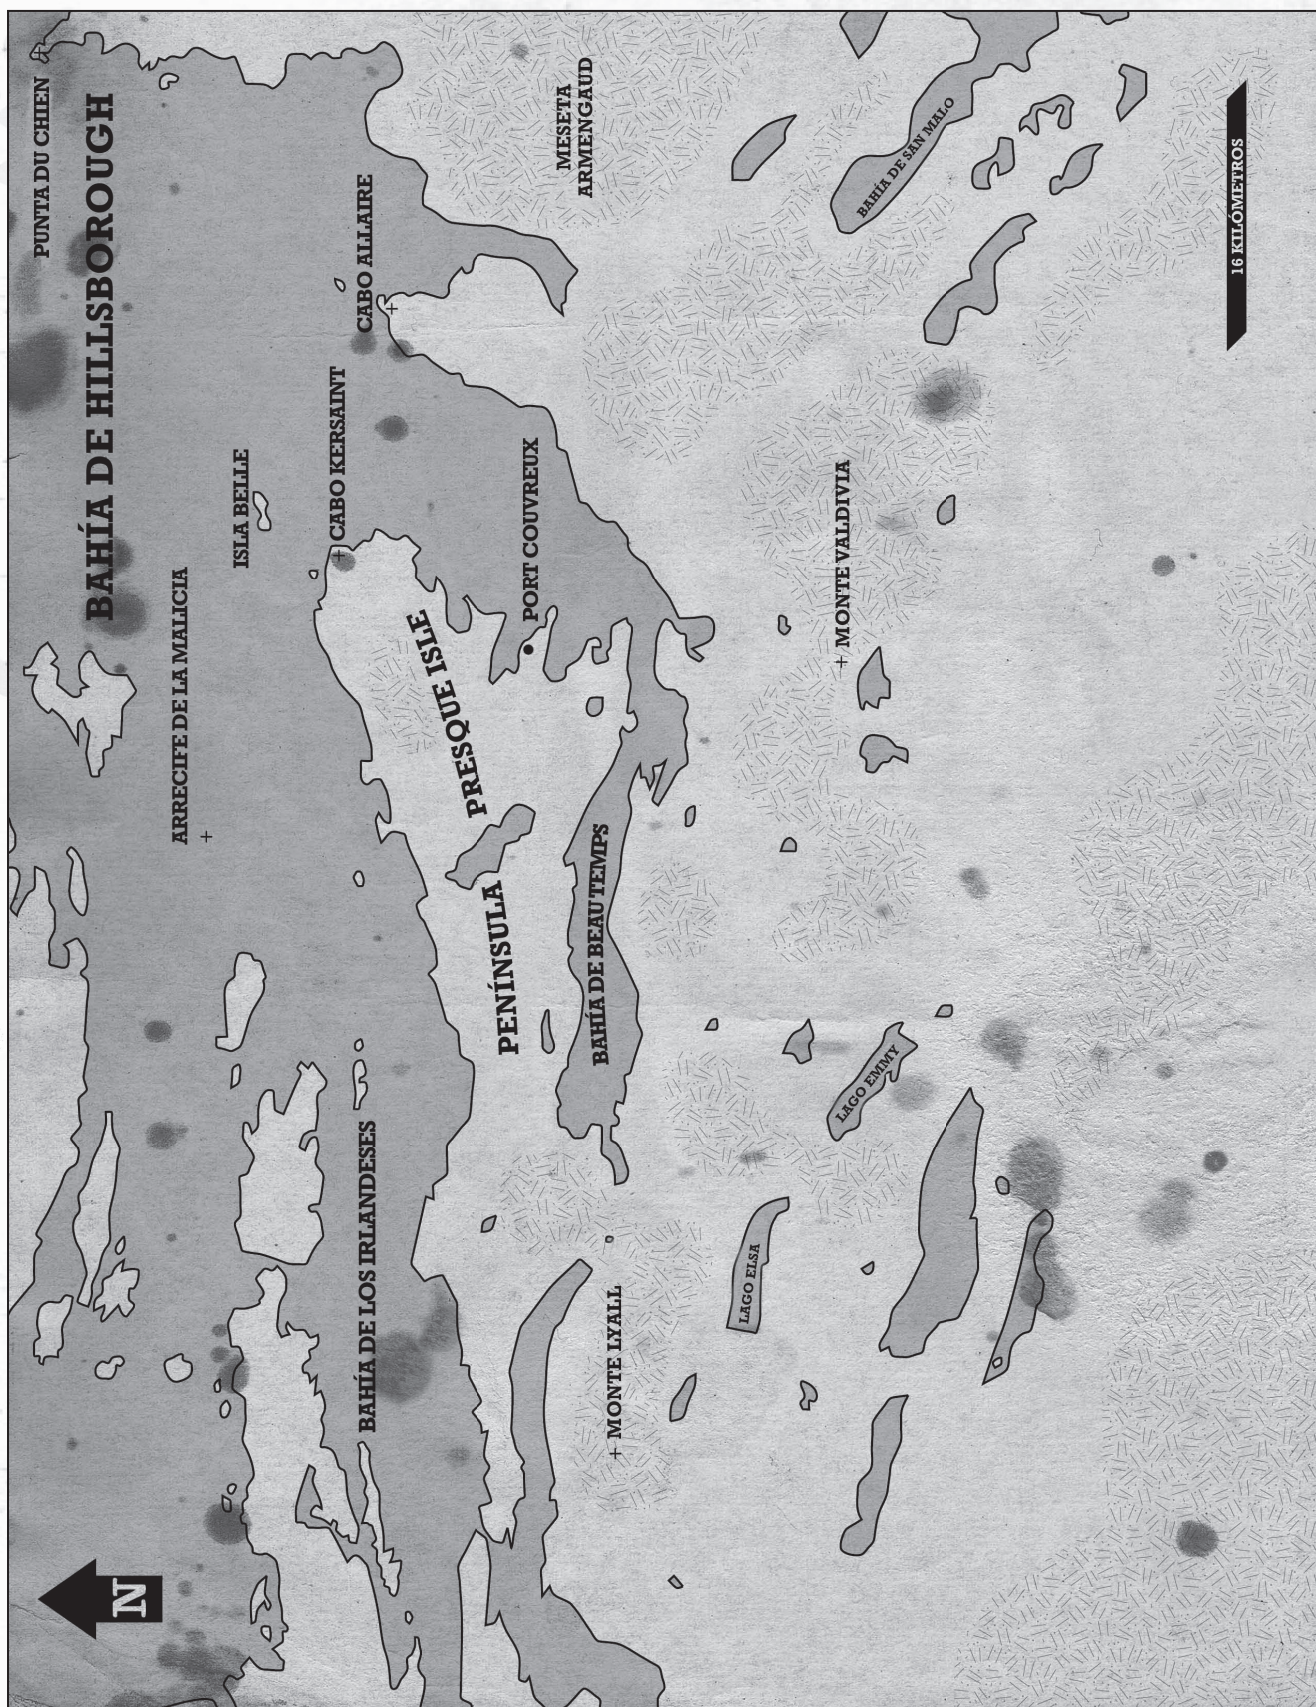 PUNTA DU CHIEN
BAHÍA DE HILLSBOROUGH
N
ARRECIFE DE LA MALICIA
ISLA BELLE
CABO KERSAINT
CABO ALLAIRE
BAHÍA DE LOS IRLANDESES
PENÍNSULA PRESQUE ISLE
PORT COUVREUX
MESETA
ARMENGAUD
BAHÍA DE BEAU TEMPS
MONTE LYALL
LAGO ELSA
MONTE VALDIVIA
LAGO EMMY
BAHÍA DE SAN MALO
16 KILÓMETROS